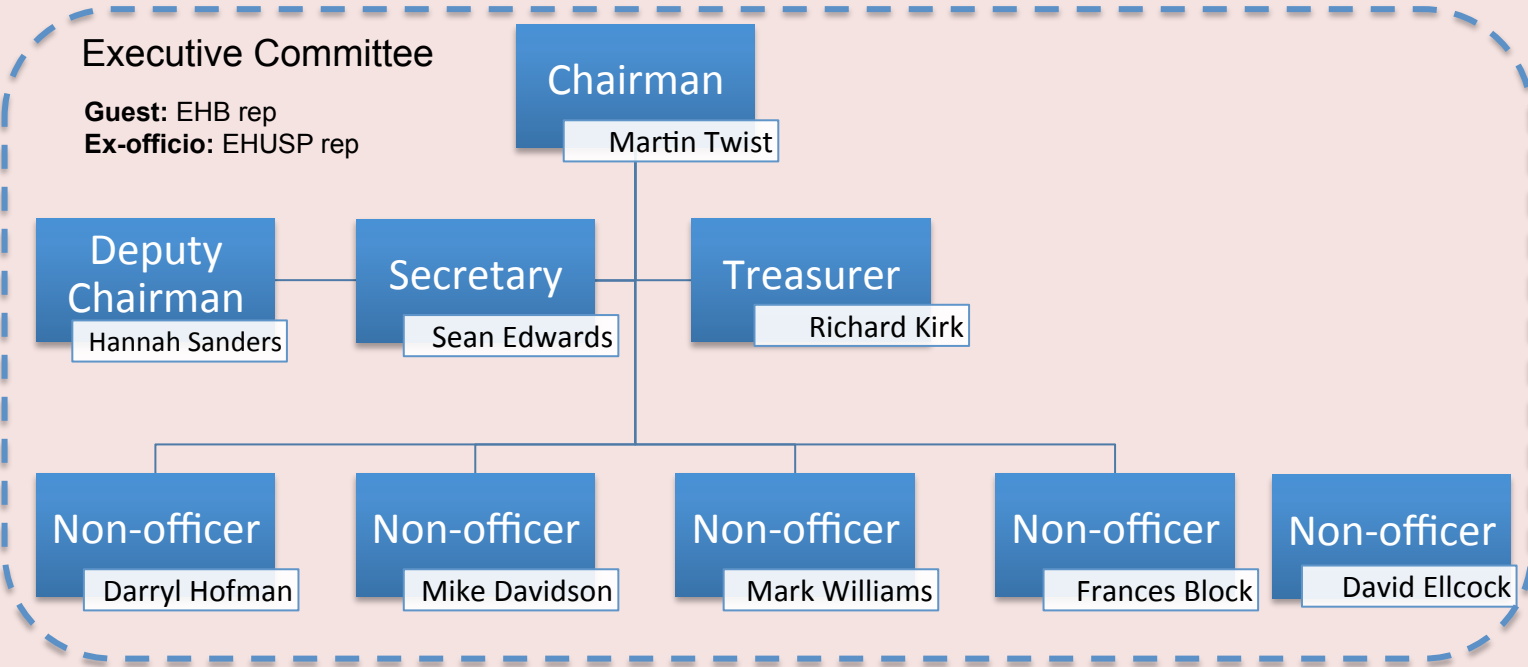 Executive Committee
Guest: EHB rep
Ex-officio: EHUSP rep
Chairman
Martin Twist
Deputy
Chairman
Hannah Sanders
Secretary
Sean Edwards
Treasurer
Richard Kirk
Non-officer
Darryl Hofman
Non-officer
Mike Davidson
Non-officer
Mark Williams
Non-officer
Frances Block
Non-officer
David Ellcock